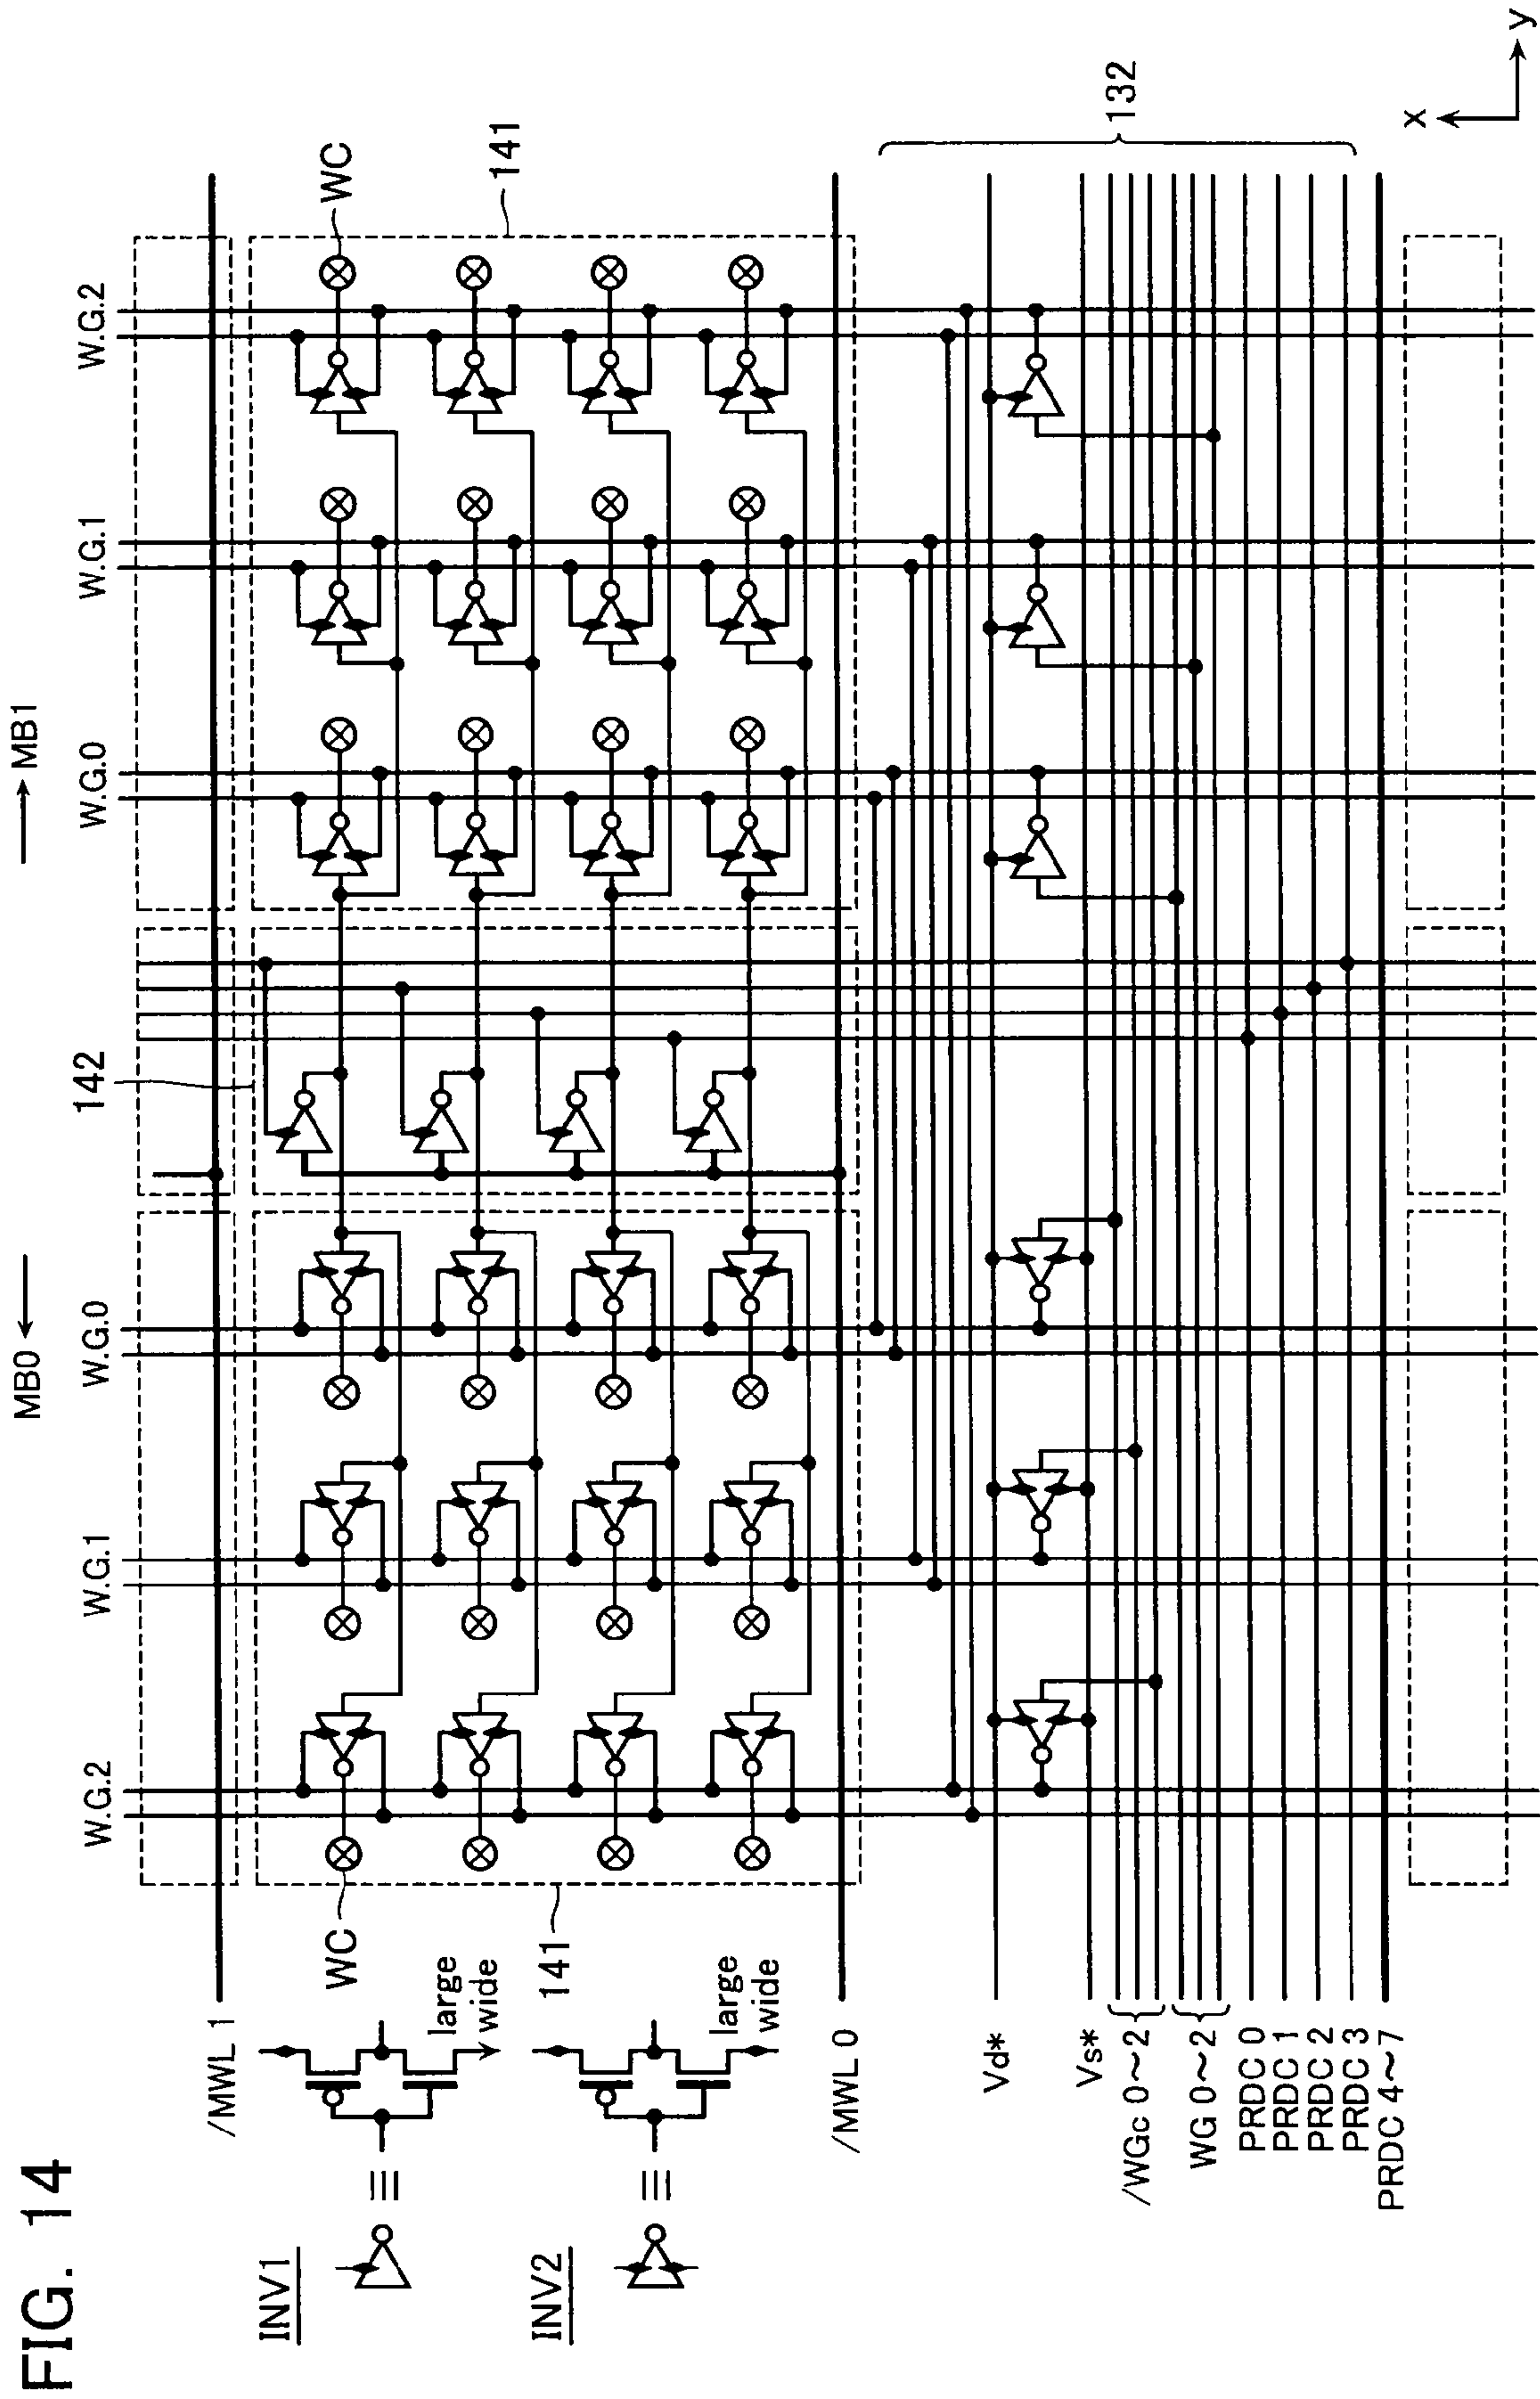 FIG. 14
MB0
MB1
W.G.2
W.G.1
W.G.0
142
W.G.0
W.G.1
W.G.2
/MWL 1
INV1
≡
large
wide
WC
WC
141
141
INV2
≡
large
wide
/MWL 0
Vd*
Vs*
/WGc 0~2
WG 0~2
PRDC 0
PRDC 1
PRDC 2
PRDC 3
PRDC 4~7
132
x
y